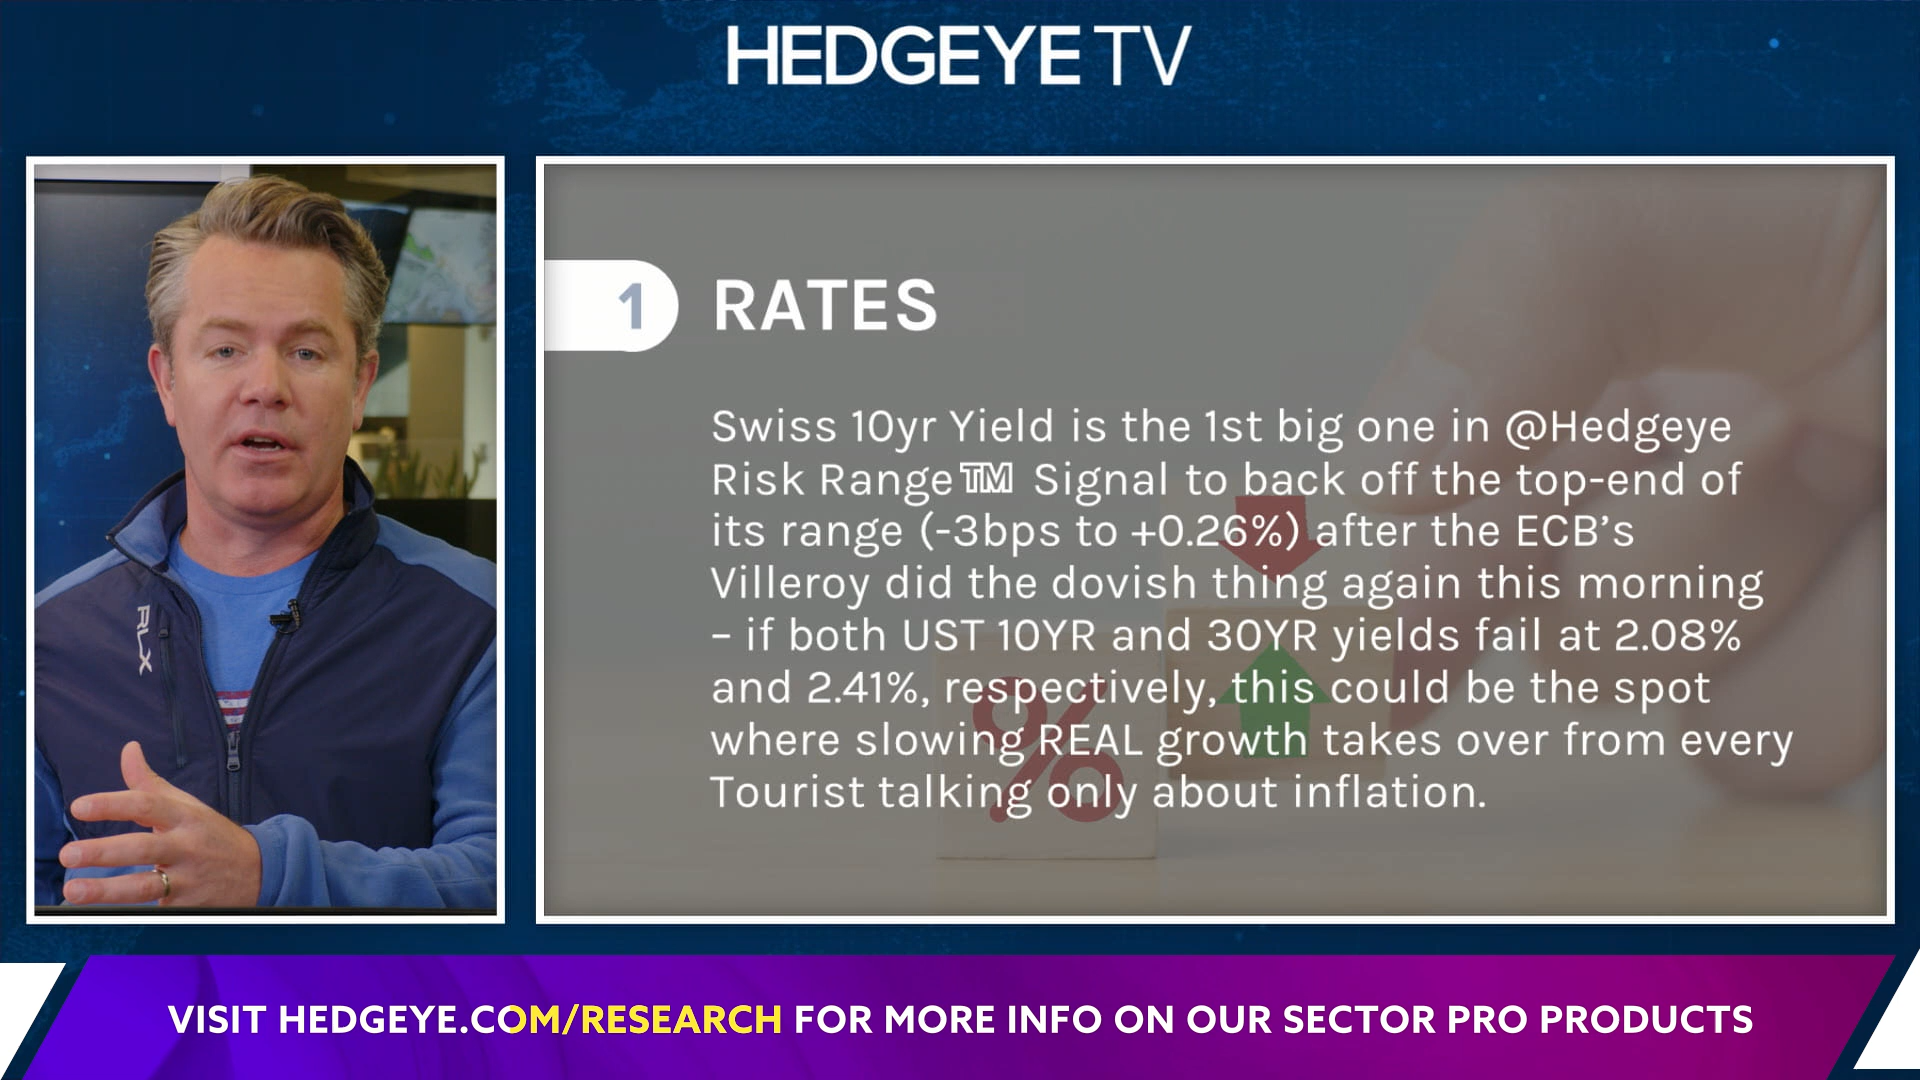 HEDGEYE TV
1 RATES
Swiss 10yr Yield is the 1st big one in @Hedgeye
Risk Range™ Signal to back off the top-end of
its range (-3bps to +0.26%) after the ECB’s
Villeroy did the dovish thing again this morning
– if both UST 10YR and 30YR yields fail at 2.08%
and 2.41%, respectively, this could be the spot
where slowing REAL growth takes over from every
Tourist talking only about inflation.
%
RLX
VISIT HEDGEYE.COM/RESEARCH FOR MORE INFO ON OUR SECTOR PRO PRODUCTS